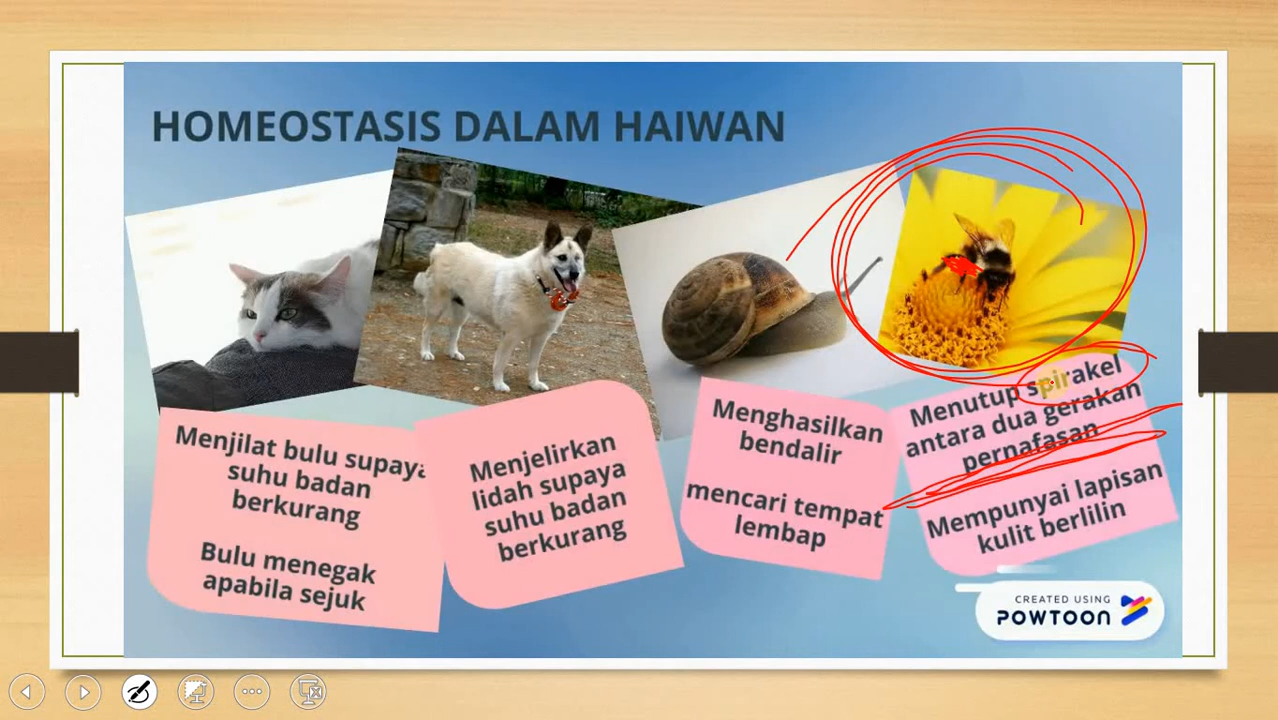 HOMEOSTASIS DALAM HAIWAN
Menjilat bulu supaya
suhu badan
berkurang
Bulu menegak
apabila sejuk
Menjelirkan
lidah supaya
suhu badan
berkurang
Menghasilkan
bendalir
mencari tempat
lembap
Menutup spirakel
antara dua gerakan
pernafasan
Mempunyai lapisan
kulit berlilin
CREATED USING
POWTOON